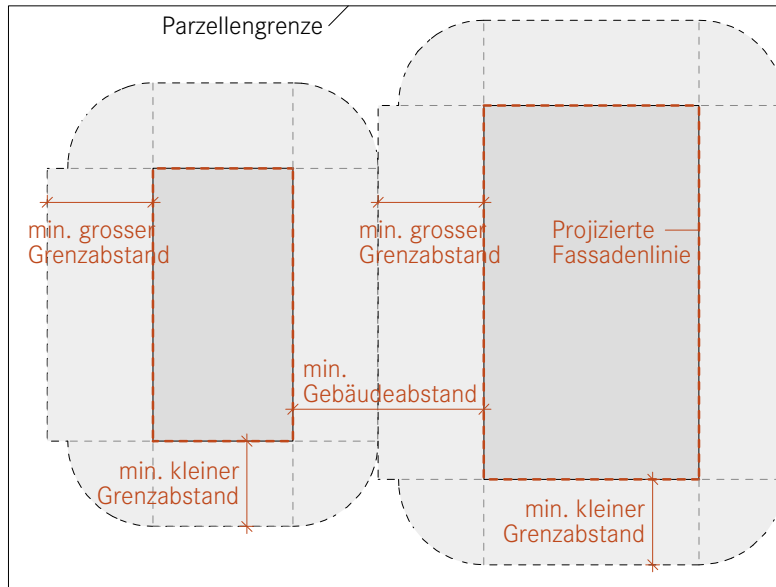 Parzellengrenze
min. grosser
Grenzabstand
min. grosser
Grenzabstand
Projizierte
Fassadenlinie
min.
Gebäudeabstand
min. kleiner
Grenzabstand
min. kleiner
Grenzabstand